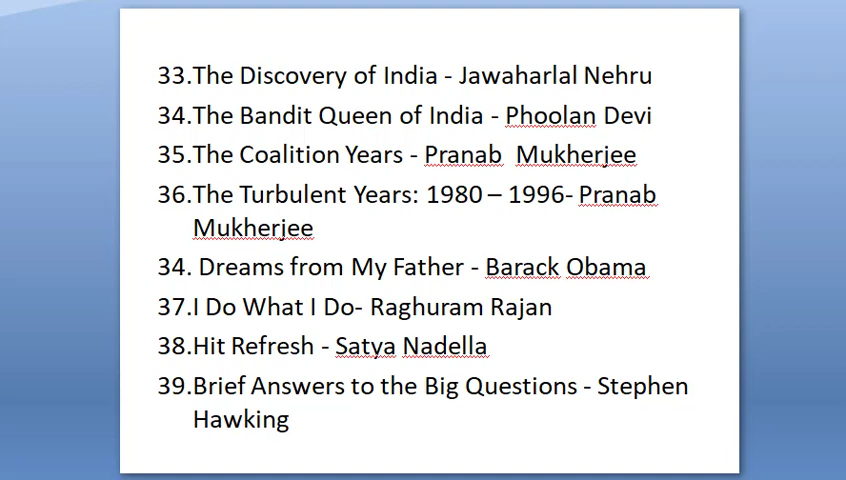 33.The Discovery of India - Jawaharlal Nehru
34.The Bandit Queen of India - Phoolan Devi
35.The Coalition Years - Pranab  Mukherjee
36.The Turbulent Years: 1980 – 1996- Pranab
Mukherjee
34. Dreams from My Father - Barack Obama
37.I Do What I Do- Raghuram Rajan
38.Hit Refresh - Satya Nadella
39.Brief Answers to the Big Questions - Stephen
Hawking